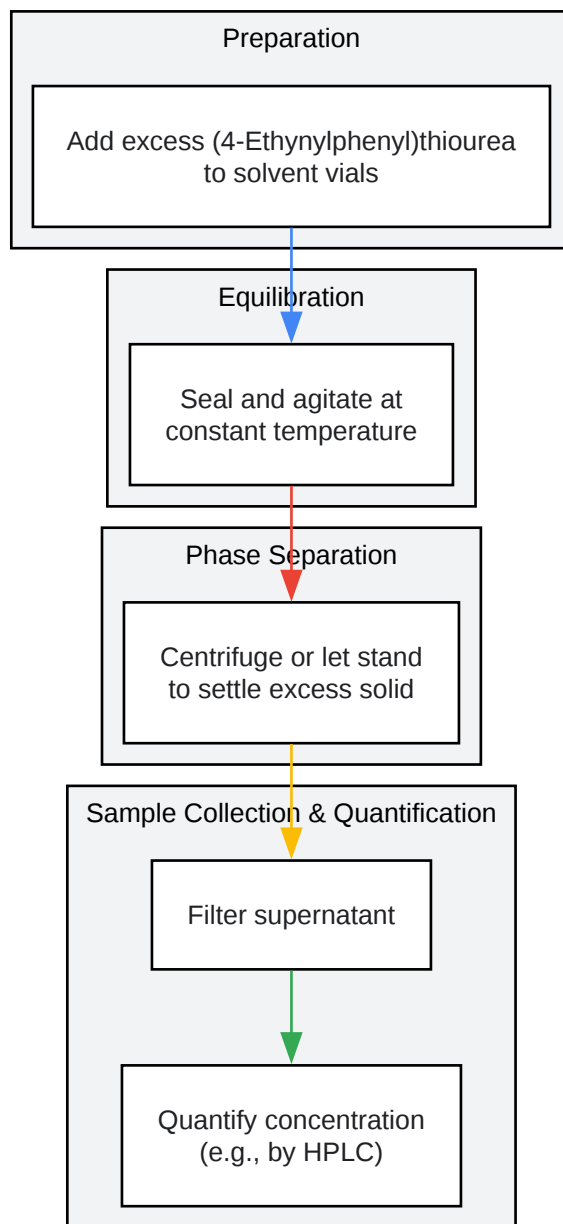 Preparation
Add excess (4-Ethynylphenyl)thiourea
to solvent vials
Equilibration
Seal and agitate at
constant temperature
Phase Separation
Centrifuge or let stand
to settle excess solid
Sample Collection & Quantification
Filter supernatant
Quantify concentration
(e.g., by HPLC)